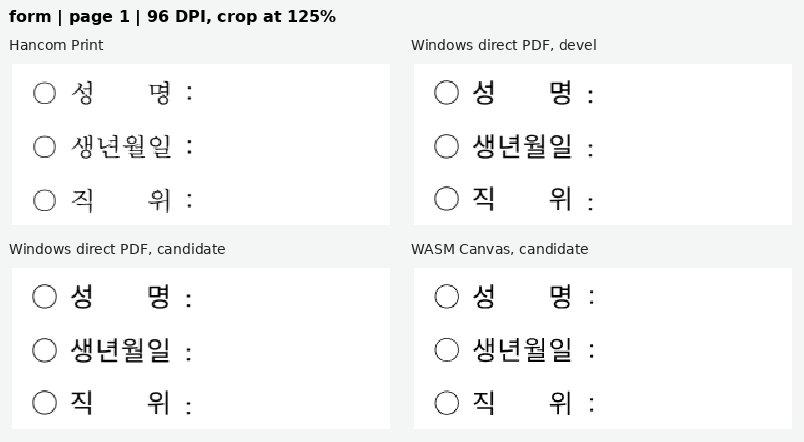 form | page 1 | 96 DPI, crop at 125%
Hancom Print
○ 성 명 :
○ 생년월일 :
○ 직 위 :
Windows direct PDF, devel
○ 성 명 :
○ 생년월일 :
○ 직 위 :
Windows direct PDF, candidate
○ 성 명 :
○ 생년월일 :
○ 직 위 :
WASM Canvas, candidate
○ 성 명 :
○ 생년월일 :
○ 직 위 :